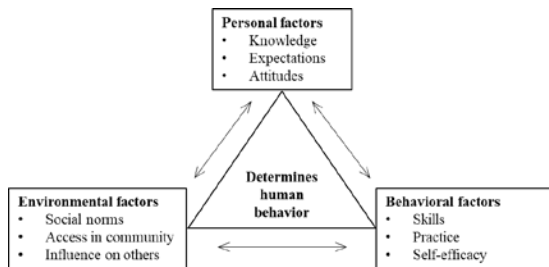 Personal factors
• Knowledge
• Expectations
• Attitudes
Determines
human
behavior
Environmental factors
• Social norms
• Access in community
• Influence on others
Behavioral factors
• Skills
• Practice
• Self-efficacy